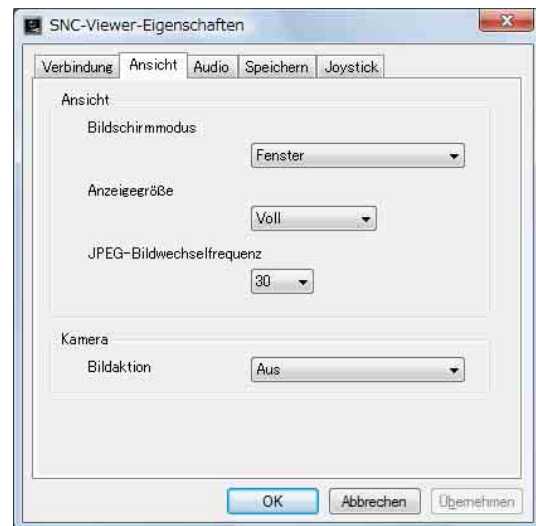 SNC-Viewer-Eigenschaften
Verbindung Ansicht Audio Speichern Joystick
Ansicht
Bildschirmmodus
Fenster
Anzeigegröße
Voll
JPEG-Bildwechselfrequenz
30
Kamera
Bildaktion Aus
OK Abbrechen Übernehmen